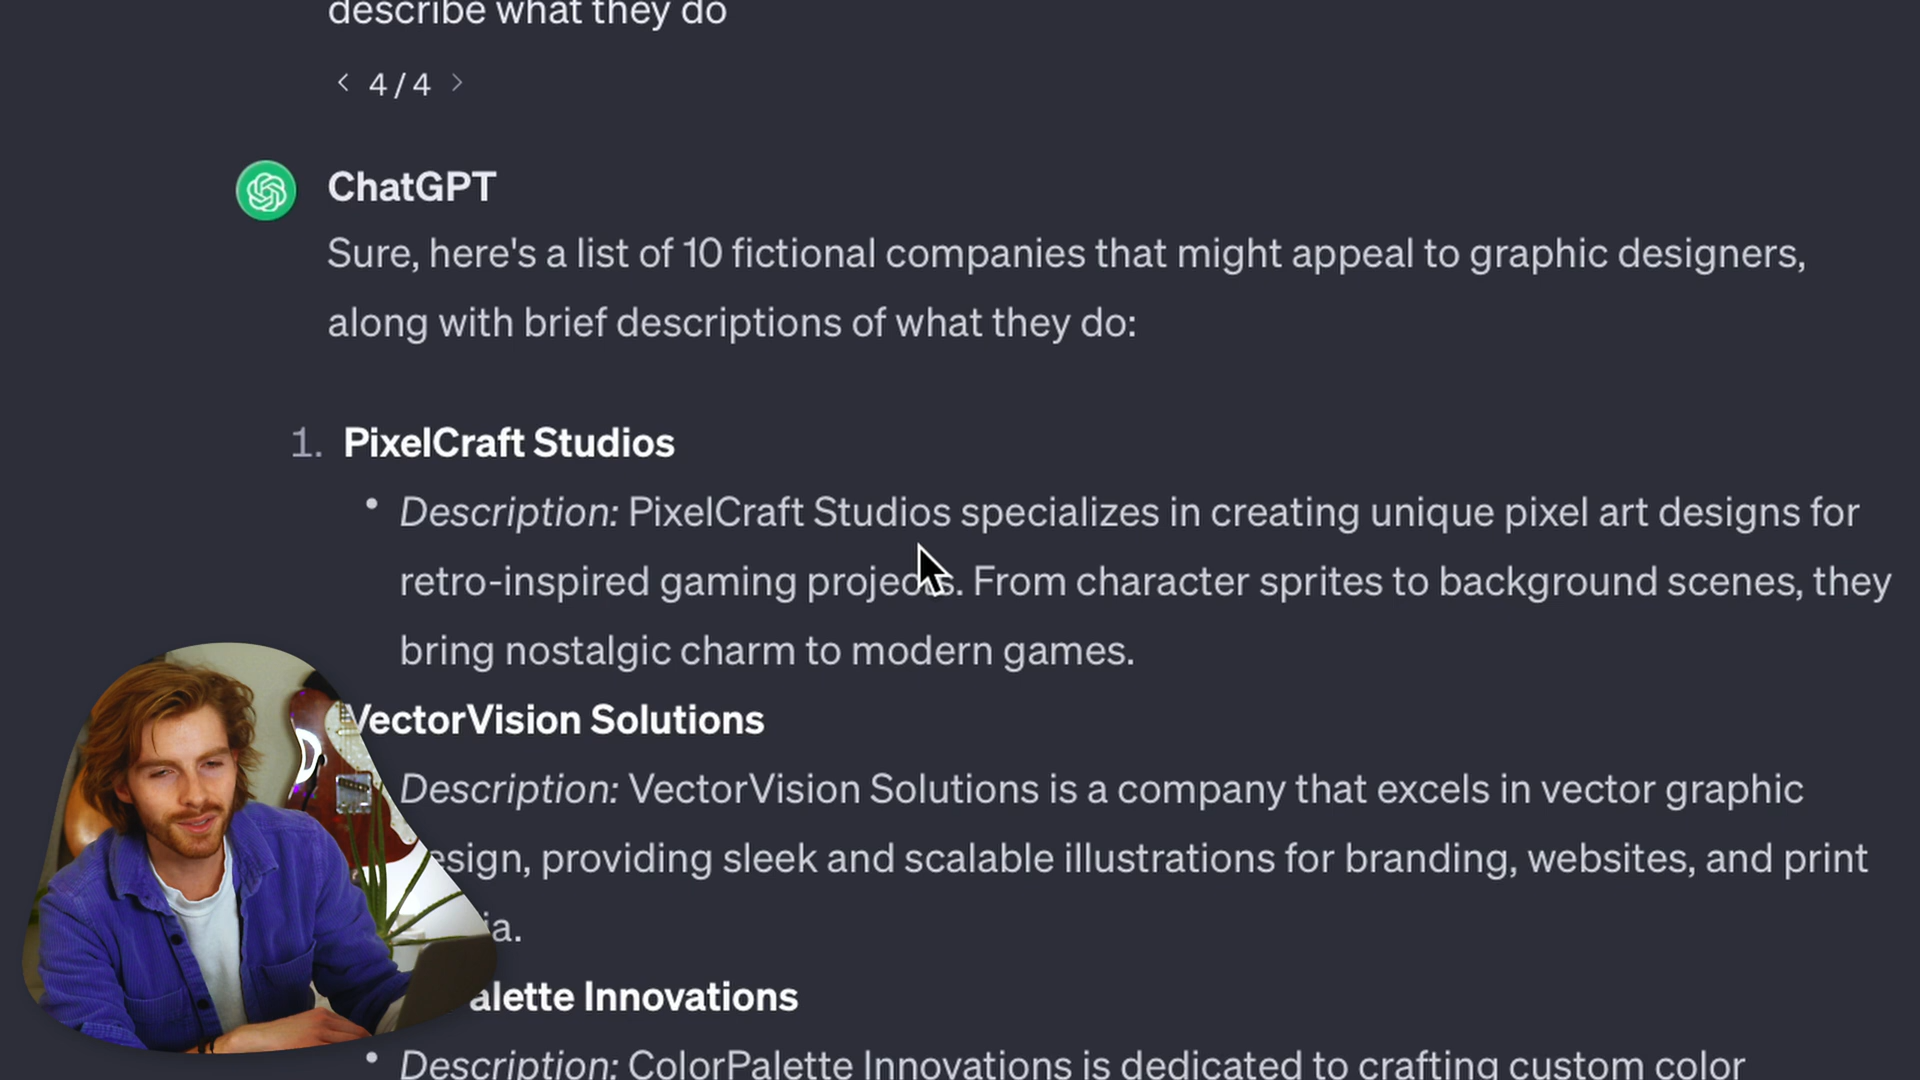 describe what they do
< 4 / 4 >
ChatGPT
Sure, here's a list of 10 fictional companies that might appeal to graphic designers,
along with brief descriptions of what they do:
1. PixelCraft Studios
• Description: PixelCraft Studios specializes in creating unique pixel art designs for
retro-inspired gaming projects. From character sprites to background scenes, they
bring nostalgic charm to modern games.
VectorVision Solutions
Description: VectorVision Solutions is a company that excels in vector graphic
esign, providing sleek and scalable illustrations for branding, websites, and print
ia.
alette Innovations
• Description: ColorPalette Innovations is dedicated to crafting custom color